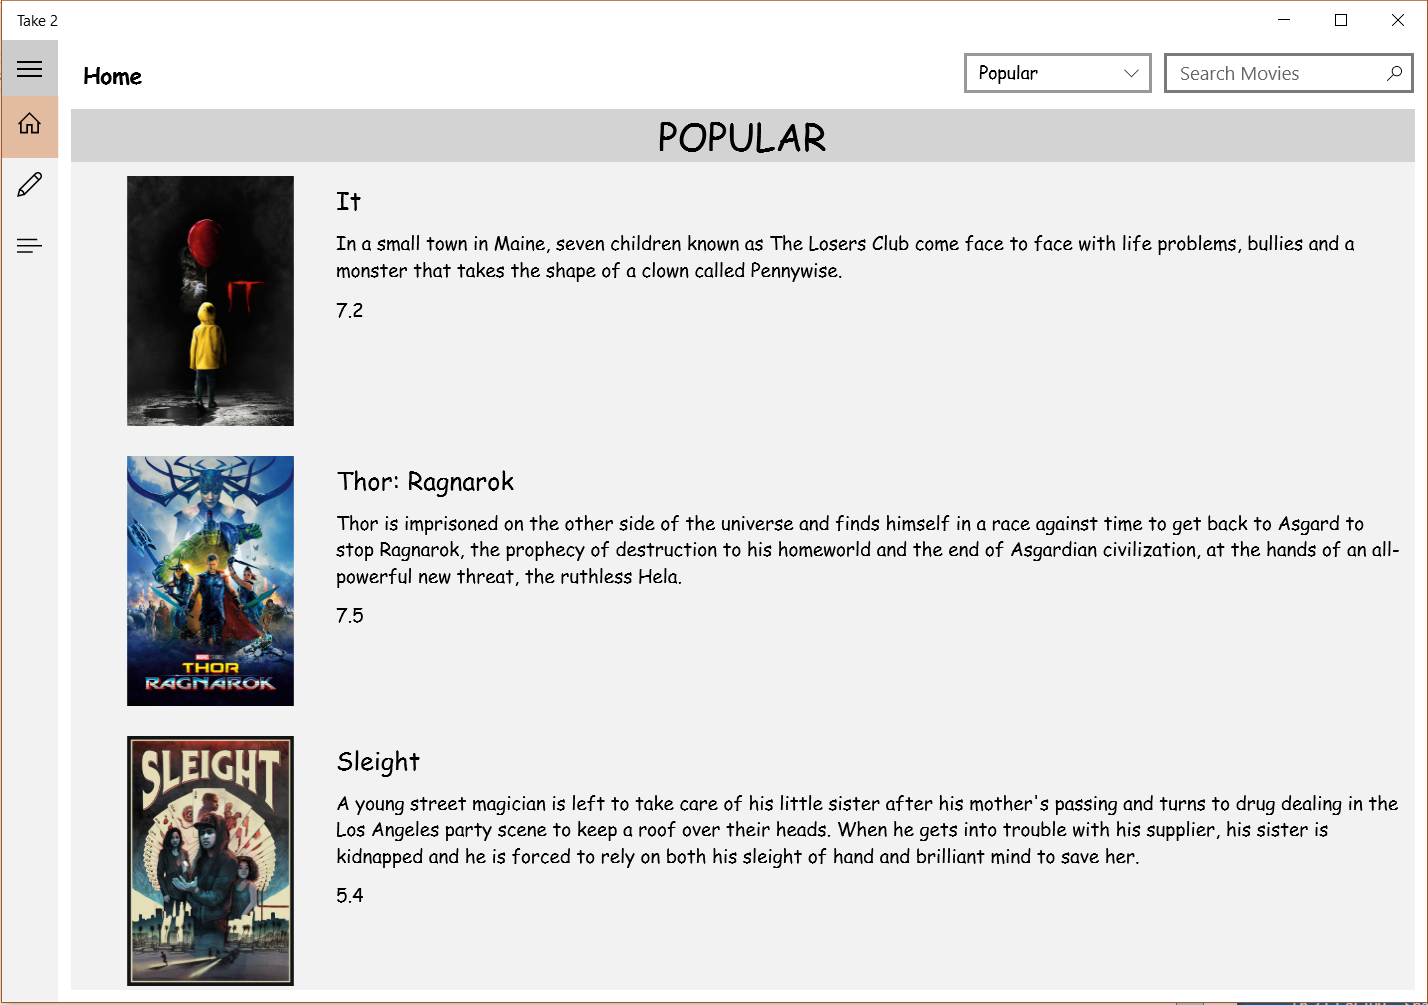 Take 2
Home
Popular
Search Movies
POPULAR
IT
It
In a small town in Maine, seven children known as The Losers Club come face to face with life problems, bullies and a
monster that takes the shape of a clown called Pennywise.
7.2
THOR
RAGNAROK
Thor: Ragnarok
Thor is imprisoned on the other side of the universe and finds himself in a race against time to get back to Asgard to
stop Ragnarok, the prophecy of destruction to his homeworld and the end of Asgardian civilization, at the hands of an all-
powerful new threat, the ruthless Hela.
7.5
SLEIGHT
Sleight
A young street magician is left to take care of his little sister after his mother's passing and turns to drug dealing in the
Los Angeles party scene to keep a roof over their heads. When he gets into trouble with his supplier, his sister is
kidnapped and he is forced to rely on both his sleight of hand and brilliant mind to save her.
5.4